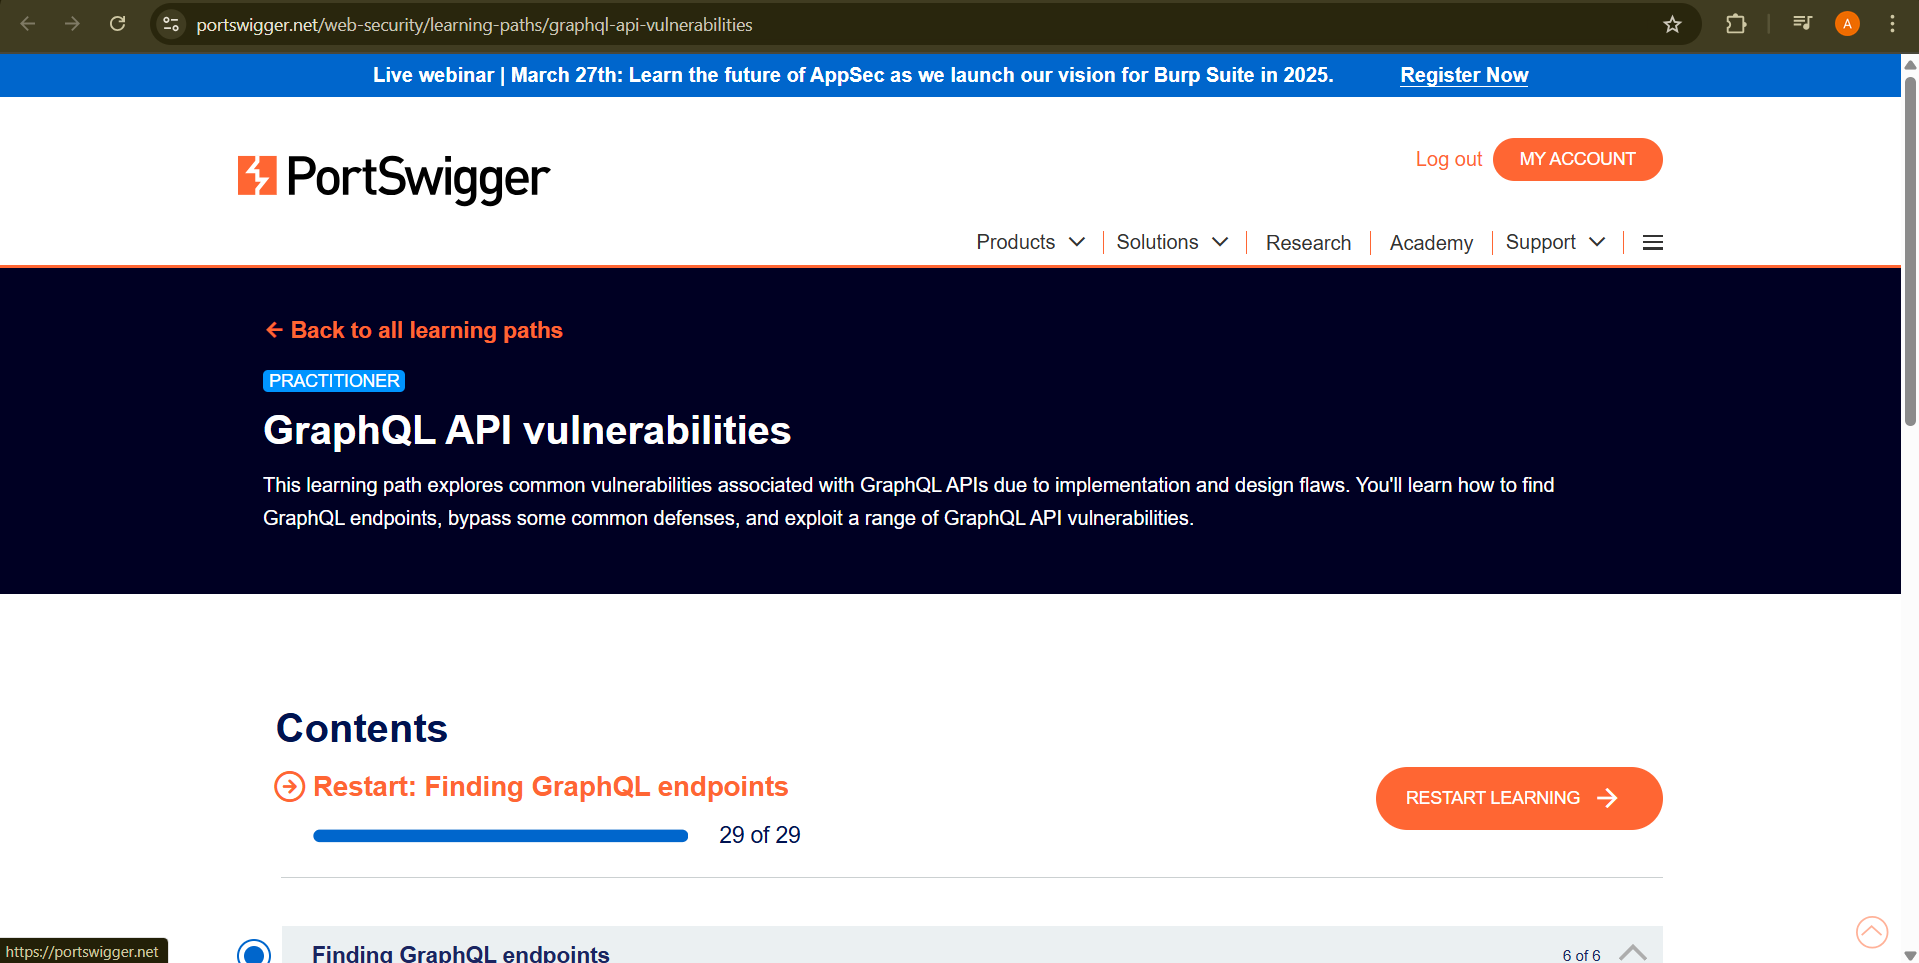 portswigger.net/web-security/learning-paths/graphql-api-vulnerabilities
A
Live webinar | March 27th: Learn the future of AppSec as we launch our vision for Burp Suite in 2025. Register Now
PortSwigger
Log out MY ACCOUNT
Products Solutions Research Academy Support
Back to all learning paths
PRACTITIONER
GraphQL API vulnerabilities
This learning path explores common vulnerabilities associated with GraphQL APIs due to implementation and design flaws. You'll learn how to find
GraphQL endpoints, bypass some common defenses, and exploit a range of GraphQL API vulnerabilities.
Contents
Restart: Finding GraphQL endpoints
RESTART LEARNING
29 of 29
Finding GraphQL endpoints 6 of 6
https://portswigger.net